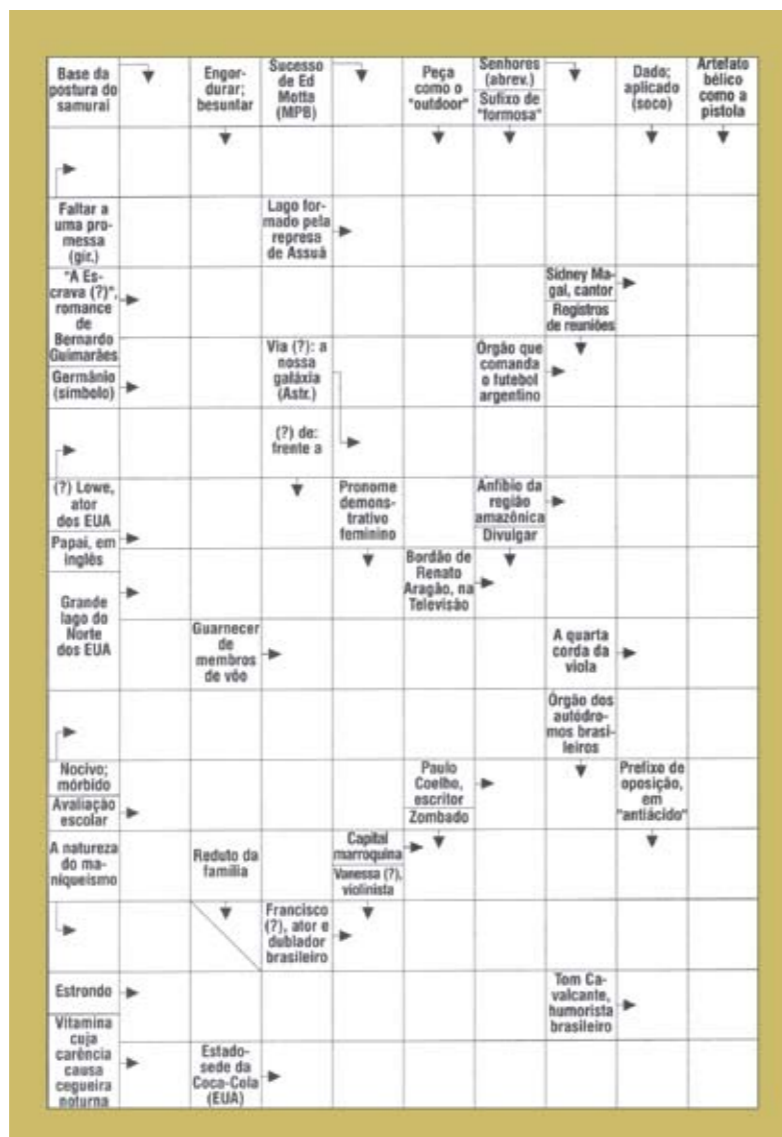 Base da
postura do
samurai
Engor-
durar;
besuntar
Sucesso
de Ed
Motta
(MPB)
Peça
como o
"outdoor"
Senhores
(abrev.)
Sufixo de
"formosa"
Dado;
aplicado
(soco)
Artefato
bélico
como a
pistola
Faltar a
uma pro-
messa
(gír.)
Lago for-
mado pela
represa
de Assuã
"A Es-
crava (?)",
romance
de
Bernardo
Guimarães
Sidney Ma-
gal, cantor
Registros
de reuniões
Germânio
(símbolo)
Via (?): a
nossa
galáxia
(Astr.)
Órgão que
comanda
o futebol
argentino
(?) de:
frente a
(?) Lowe,
ator
dos EUA
Pronome
demons-
trativo
feminino
Anfíbio da
região
amazônica
Divulgar
Papai, em
inglês
Bordão de
Renato
Aragão, na
Televisão
Grande
lago do
Norte
dos EUA
Guarnecer
de
membros
de vôo
A quarta
corda da
viola
Órgão dos
autódro-
mos brasi-
leiros
Nocivo;
mórbido
Paulo
Coelho,
escritor
Zombado
Prefixo de
oposição,
em
"antiácido"
Avaliação
escolar
A natureza
do ma-
niqueísmo
Reduto da
família
Capital
marroquina
Vanessa (?),
violinista
Francisco
(?), ator e
dublador
brasileiro
Estrondo
Tom Ca-
valcante,
humorista
brasileiro
Vitamina
cuja
carência
causa
cegueira
noturna
Estado-
sede da
Coca-Cola
(EUA)